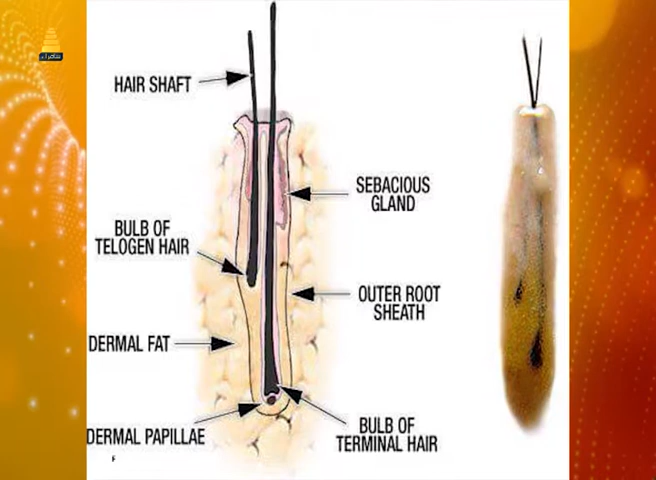 HAIR SHAFT
SEBACIOUS
GLAND
BULB OF
TELOGEN HAIR
OUTER ROOT
SHEATH
DERMAL FAT
DERMAL PAPILLAE
BULB OF
TERMINAL HAIR
F